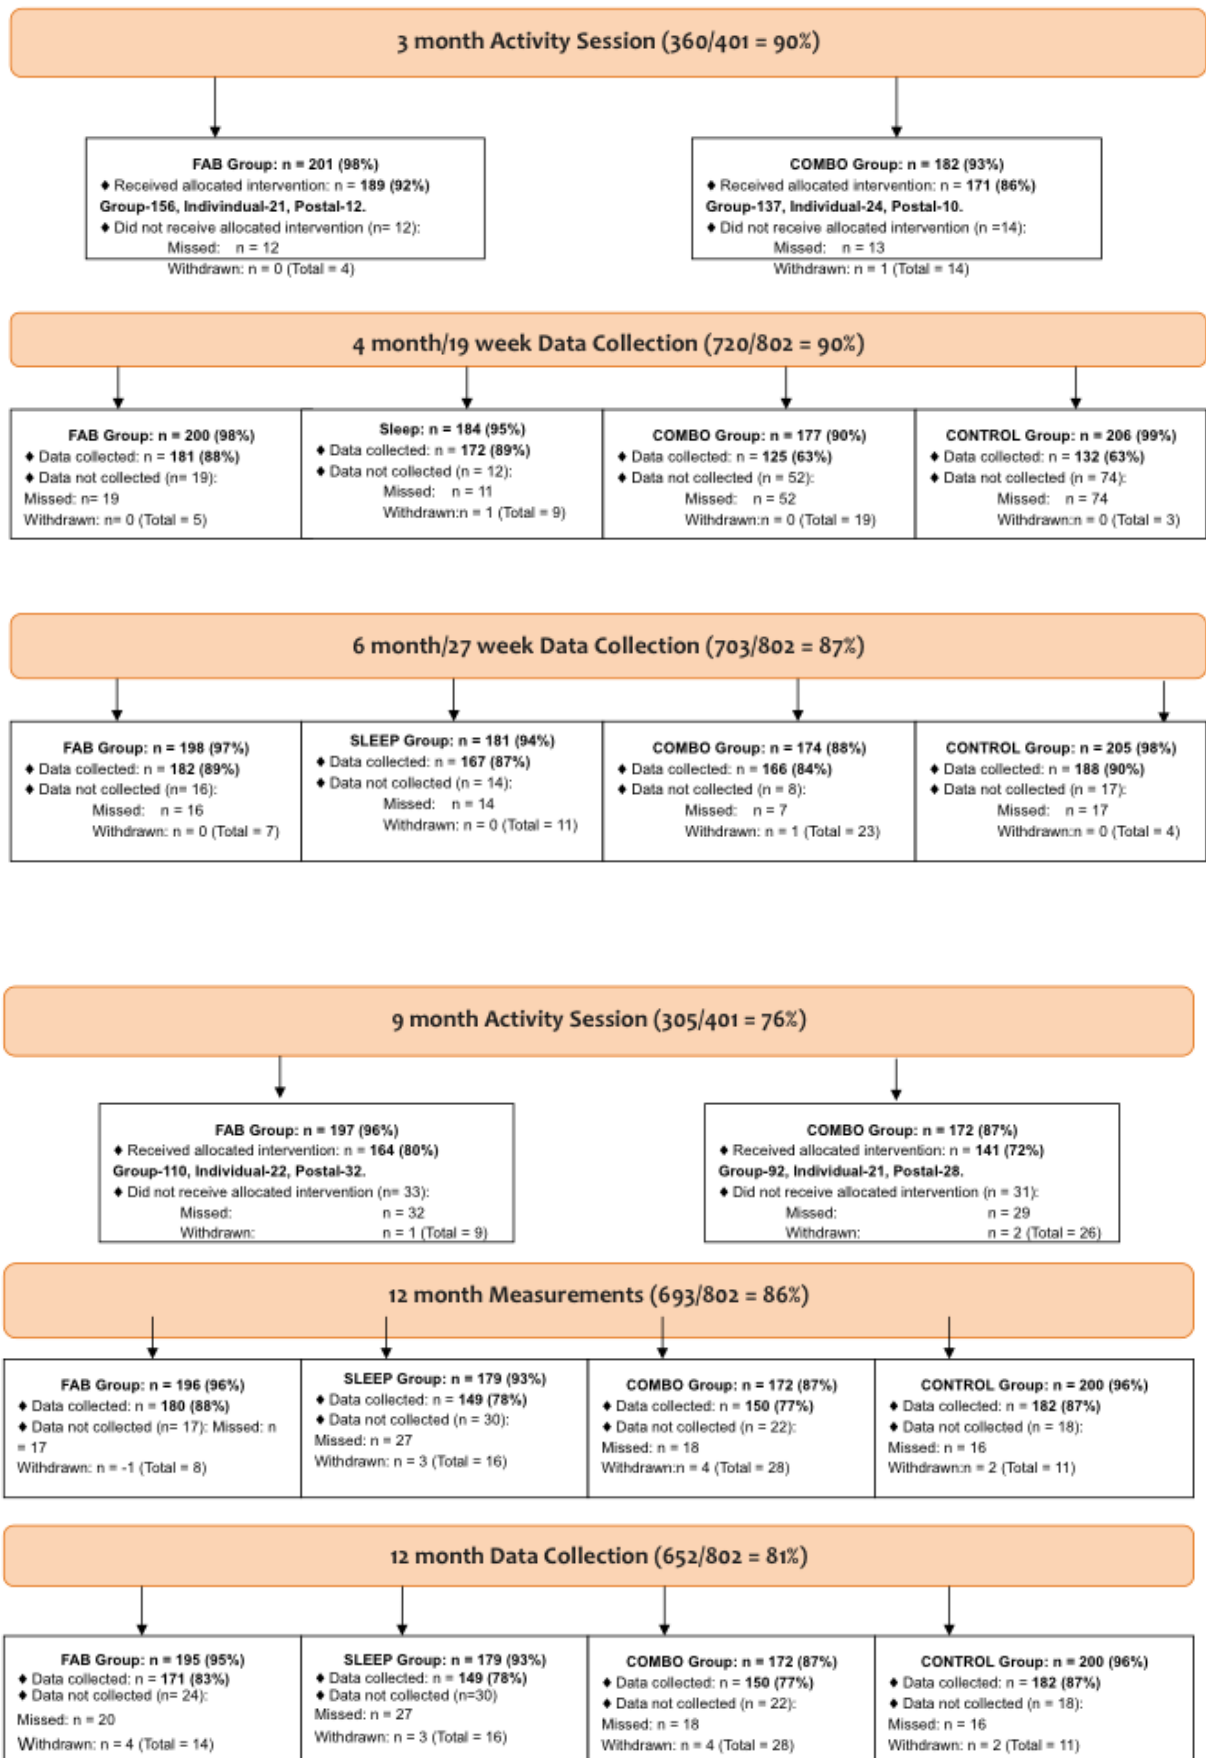 3 month Activity Session (360/401 = 90%)
FAB Group: n = 201 (98%)
♦ Received allocated intervention: n = 189 (92%)
Group-156, Indivindual-21, Postal-12.
♦ Did not receive allocated intervention (n= 12):
Missed: n = 12
Withdrawn: n = 0 (Total = 4)
COMBO Group: n = 182 (93%)
♦ Received allocated intervention: n = 171 (86%)
Group-137, Individual-24, Postal-10.
♦ Did not receive allocated intervention (n =14):
Missed: n = 13
Withdrawn: n = 1 (Total = 14)
4 month/19 week Data Collection (720/802 = 90%)
FAB Group: n = 200 (98%)
♦ Data collected: n = 181 (88%)
♦ Data not collected (n= 19):
Missed: n= 19
Withdrawn: n= 0 (Total = 5)
Sleep: n = 184 (95%)
♦ Data collected: n = 172 (89%)
♦ Data not collected (n = 12):
Missed: n = 11
Withdrawn:n = 1 (Total = 9)
COMBO Group: n = 177 (90%)
♦ Data collected: n = 125 (63%)
♦ Data not collected (n = 52):
Missed: n = 52
Withdrawn:n = 0 (Total = 19)
CONTROL Group: n = 206 (99%)
♦ Data collected: n = 132 (63%)
♦ Data not collected (n = 74):
Missed: n = 74
Withdrawn:n = 0 (Total = 3)
6 month/27 week Data Collection (703/802 = 87%)
FAB Group: n = 198 (97%)
♦ Data collected: n = 182 (89%)
♦ Data not collected (n= 16):
Missed: n = 16
Withdrawn: n = 0 (Total = 7)
SLEEP Group: n = 181 (94%)
♦ Data collected: n = 167 (87%)
♦ Data not collected (n = 14):
Missed: n = 14
Withdrawn: n = 0 (Total = 11)
COMBO Group: n = 174 (88%)
♦ Data collected: n = 166 (84%)
♦ Data not collected (n = 8):
Missed: n = 7
Withdrawn: n = 1 (Total = 23)
CONTROL Group: n = 205 (98%)
♦ Data collected: n = 188 (90%)
♦ Data not collected (n = 17):
Missed: n = 17
Withdrawn:n = 0 (Total = 4)
9 month Activity Session (305/401 = 76%)
FAB Group: n = 197 (96%)
♦ Received allocated intervention: n = 164 (80%)
Group-110, Individual-22, Postal-32.
♦ Did not receive allocated intervention (n= 33):
Missed: n = 32
Withdrawn: n = 1 (Total = 9)
COMBO Group: n = 172 (87%)
♦ Received allocated intervention: n = 141 (72%)
Group-92, Individual-21, Postal-28.
♦ Did not receive allocated intervention (n = 31):
Missed: n = 29
Withdrawn: n = 2 (Total = 26)
12 month Measurements (693/802 = 86%)
FAB Group: n = 196 (96%)
♦ Data collected: n = 180 (88%)
♦ Data not collected (n= 17): Missed: n
= 17
Withdrawn: n = -1 (Total = 8)
SLEEP Group: n = 179 (93%)
♦ Data collected: n = 149 (78%)
♦ Data not collected (n = 30):
Missed: n = 27
Withdrawn: n = 3 (Total = 16)
COMBO Group: n = 172 (87%)
♦ Data collected: n = 150 (77%)
♦ Data not collected (n = 22):
Missed: n = 18
Withdrawn:n = 4 (Total = 28)
CONTROL Group: n = 200 (96%)
♦ Data collected: n = 182 (87%)
♦ Data not collected (n = 18):
Missed: n = 16
Withdrawn:n = 2 (Total = 11)
12 month Data Collection (652/802 = 81%)
FAB Group: n = 195 (95%)
♦ Data collected: n = 171 (83%)
♦ Data not collected (n= 24):
Missed: n = 20
Withdrawn: n = 4 (Total = 14)
SLEEP Group: n = 179 (93%)
♦ Data collected: n = 149 (78%)
♦ Data not collected (n=30)
Missed: n = 27
Withdrawn: n = 3 (Total = 16)
COMBO Group: n = 172 (87%)
♦ Data collected: n = 150 (77%)
♦ Data not collected (n = 22):
Missed: n = 18
Withdrawn: n = 4 (Total = 28)
CONTROL Group: n = 200 (96%)
♦ Data collected: n = 182 (87%)
♦ Data not collected (n = 18):
Missed: n = 16
Withdrawn: n = 2 (Total = 11)